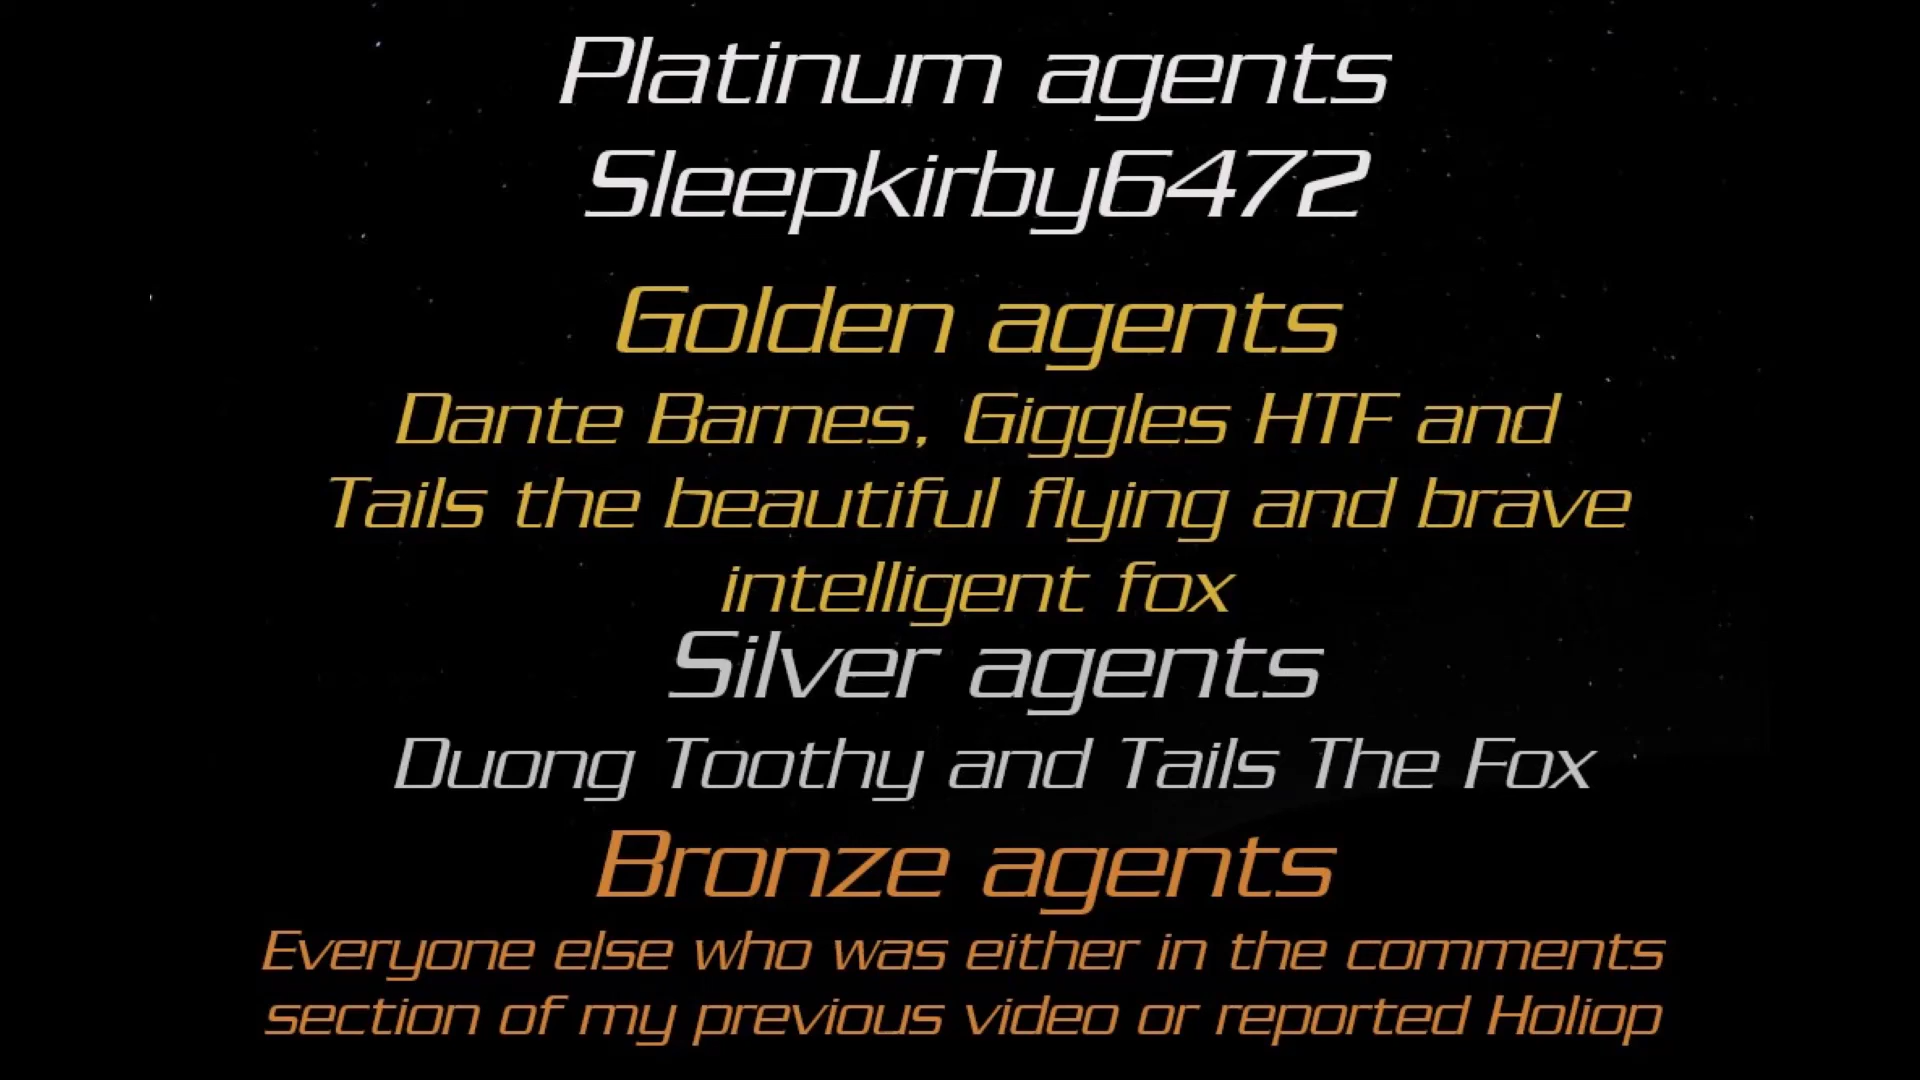 Platinum agents
Sleepkirby6472
Golden agents
Dante Barnes, Giggles HTF and
Tails the beautiful flying and brave
intelligent fox
Silver agents
Duong Toothy and Tails The Fox
Bronze agents
Everyone else who was either in the comments
section of my previous video or reported Holiop